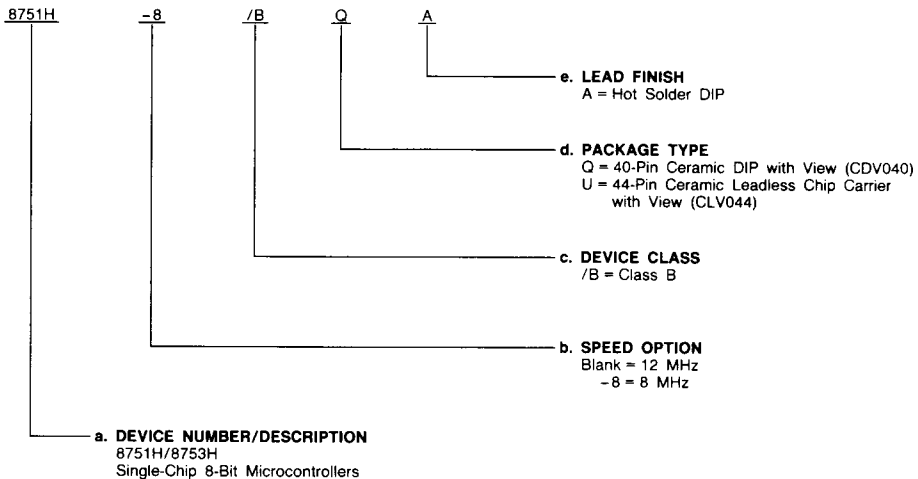 8751H -8 /B Q A
e. LEAD FINISH
A = Hot Solder DIP
d. PACKAGE TYPE
Q = 40-Pin Ceramic DIP with View (CDV040)
U = 44-Pin Ceramic Leadless Chip Carrier
with View (CLV044)
c. DEVICE CLASS
/B = Class B
b. SPEED OPTION
Blank = 12 MHz
-8 = 8 MHz
a. DEVICE NUMBER/DESCRIPTION
8751H/8753H
Single-Chip 8-Bit Microcontrollers